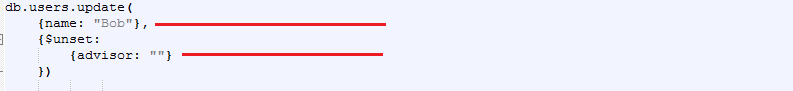 db.users.update(
{name: "Bob"},
{$unset:
{advisor: ""}
})